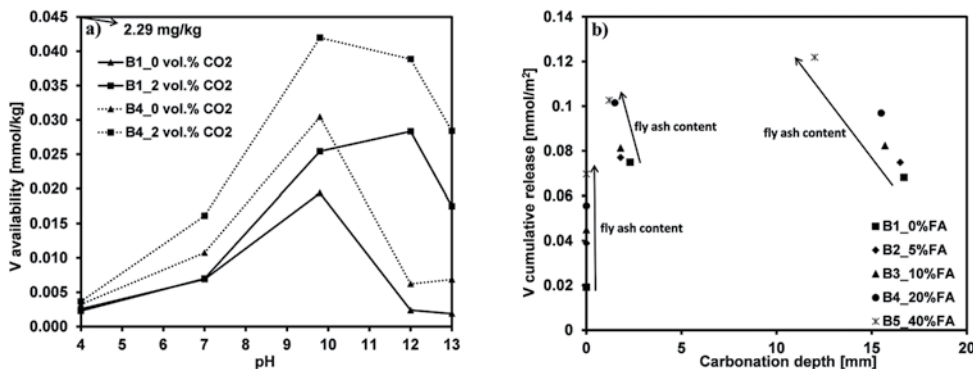 a)
2.29 mg/kg
B1_0 vol.% CO2
B1_2 vol.% CO2
B4_0 vol.% CO2
B4_2 vol.% CO2
V availability [mmol/kg]
0.045
0.040
0.035
0.030
0.025
0.020
0.015
0.010
0.005
0.000
4 5 6 7 8 9 10 11 12 13
pH
b)
V cumulative release [mmol/m²]
0.14
0.12
0.1
0.08
0.06
0.04
0.02
0
fly ash content
fly ash content
fly ash content
B1_0%FA
B2_5%FA
B3_10%FA
B4_20%FA
B5_40%FA
0 5 10 15 20
Carbonation depth [mm]